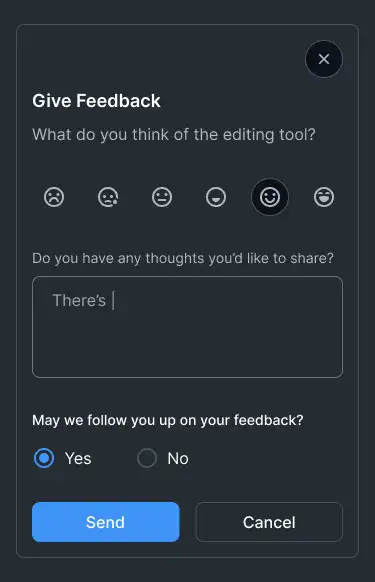 Give Feedback
What do you think of the editing tool?
Do you have any thoughts you’d like to share?
There’s
May we follow you up on your feedback?
Yes No
Send Cancel